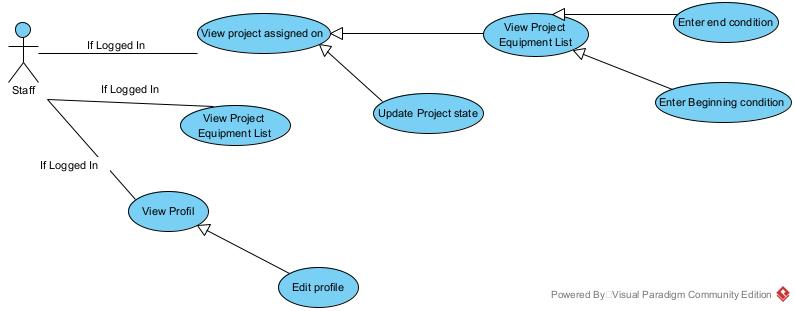 If Logged In
View project assigned on
View Project
Equipment List
Enter end condition
Staff
If Logged In
Update Project state
Enter Beginning condition
View Project
Equipment List
If Logged In
View Profil
Edit profile
Powered By Visual Paradigm Community Edition